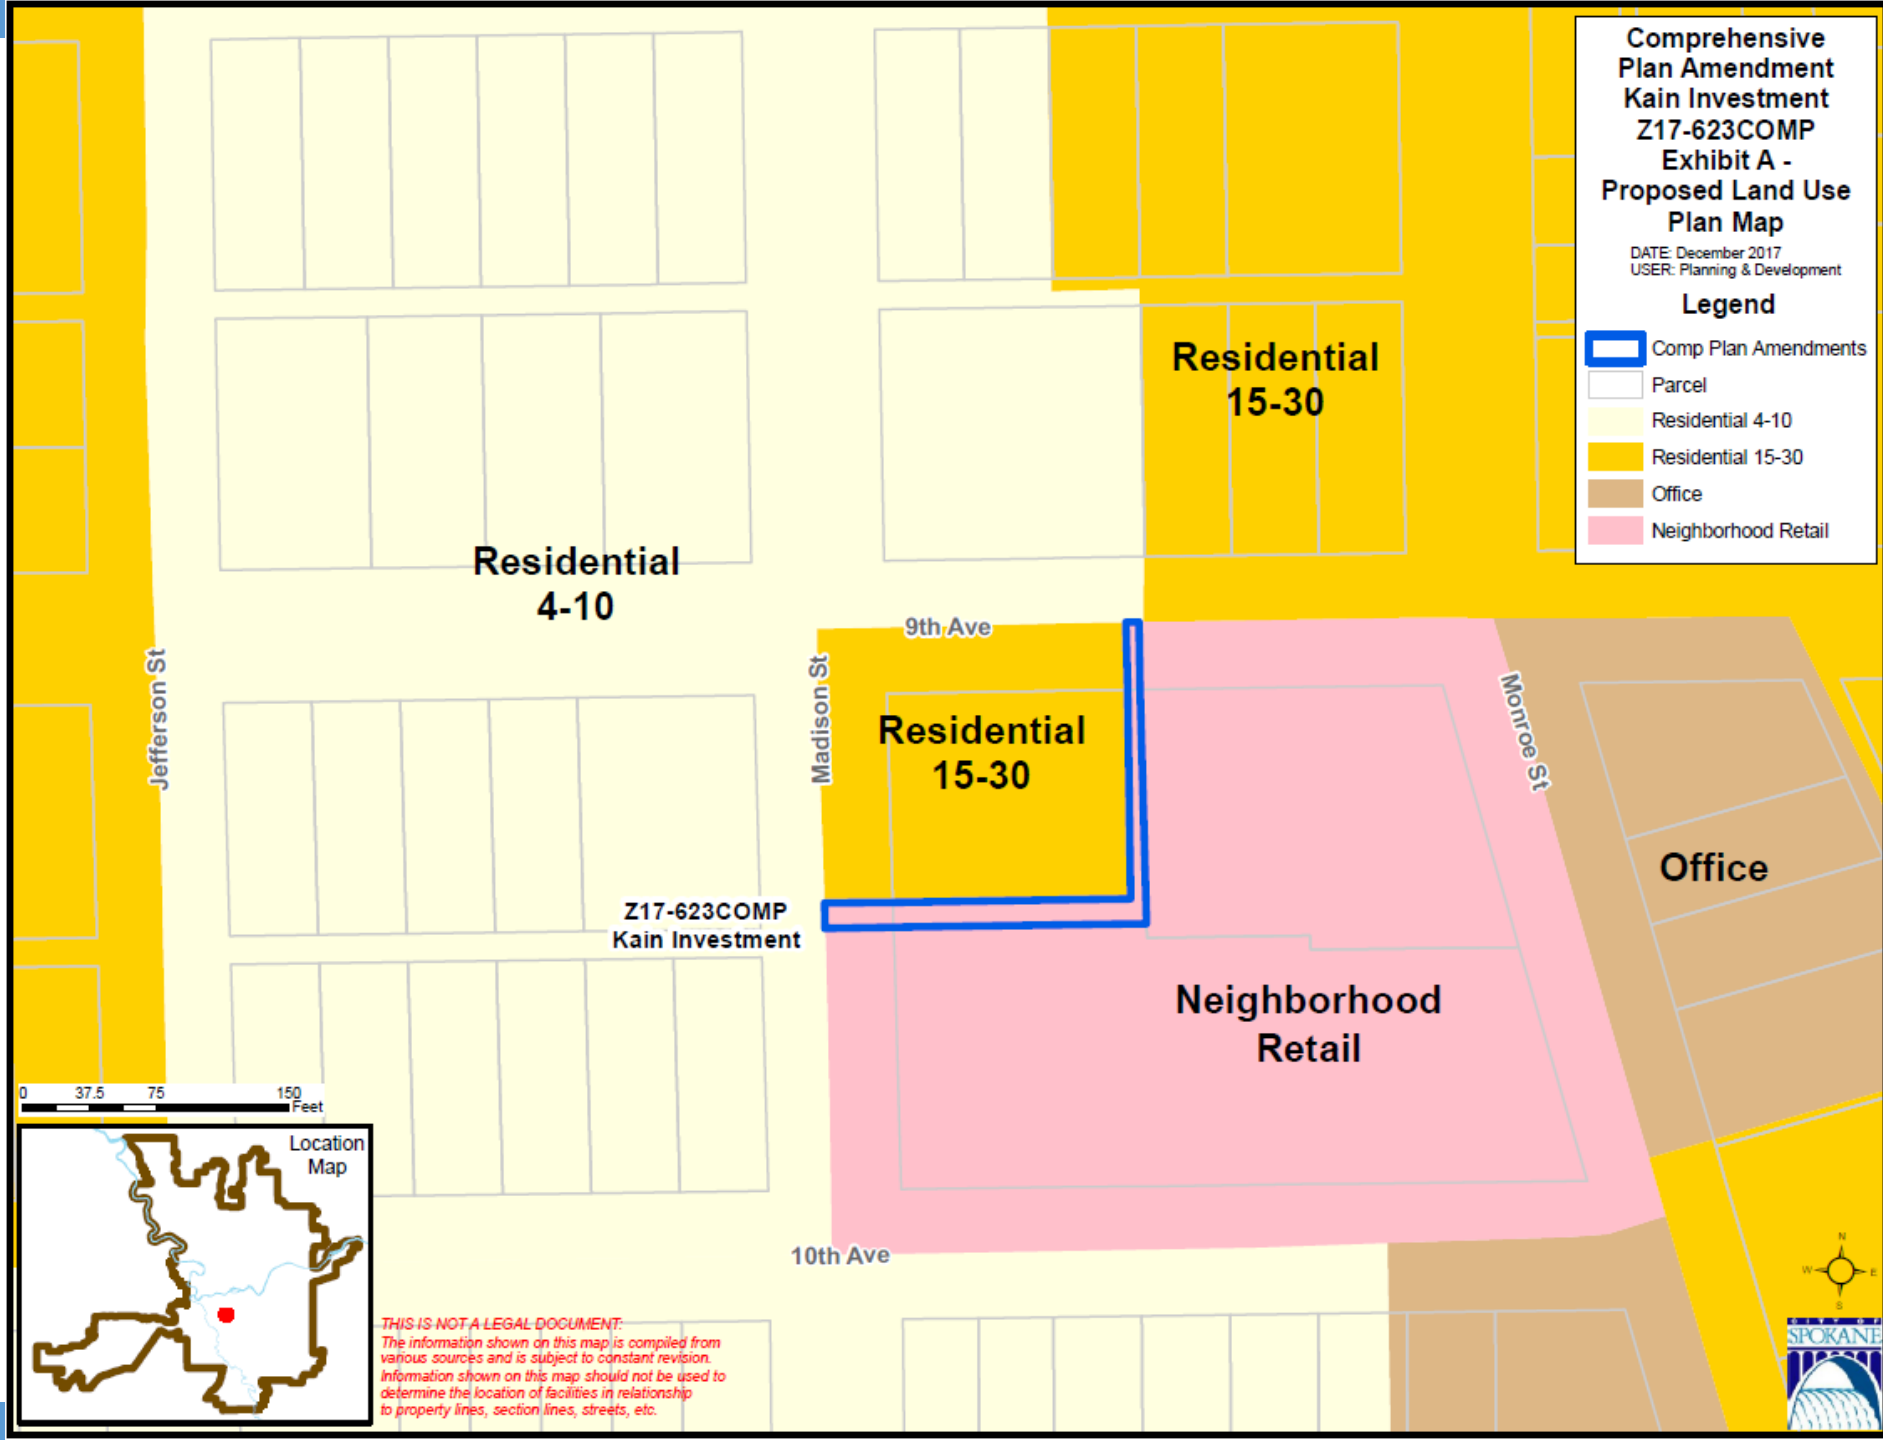 Comprehensive
Plan Amendment
Kain Investment
Z17-623COMP
Exhibit A -
Proposed Land Use
Plan Map
DATE: December 2017
USER: Planning & Development
Legend
Comp Plan Amendments
Parcel
Residential 4-10
Residential 15-30
Office
Neighborhood Retail
Residential
15-30
Residential
4-10
9th Ave
Jefferson St
Madison St
Monroe St
Residential
15-30
Office
Z17-623COMP
Kain Investment
Neighborhood
Retail
0 37.5 75 150
Feet
Location
Map
10th Ave
THIS IS NOT A LEGAL DOCUMENT:
The information shown on this map is compiled from
various sources and is subject to constant revision.
Information shown on this map should not be used to
determine the location of facilities in relationship
to property lines, section lines, streets, etc.
N
W E
S
CITY OF
SPOKANE